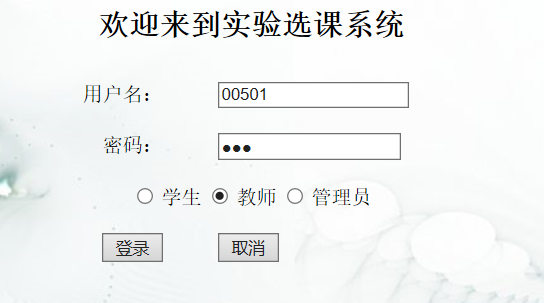 欢迎来到实验选课系统
用户名： 00501
密码： ●●●
学生 教师 管理员
登录 取消